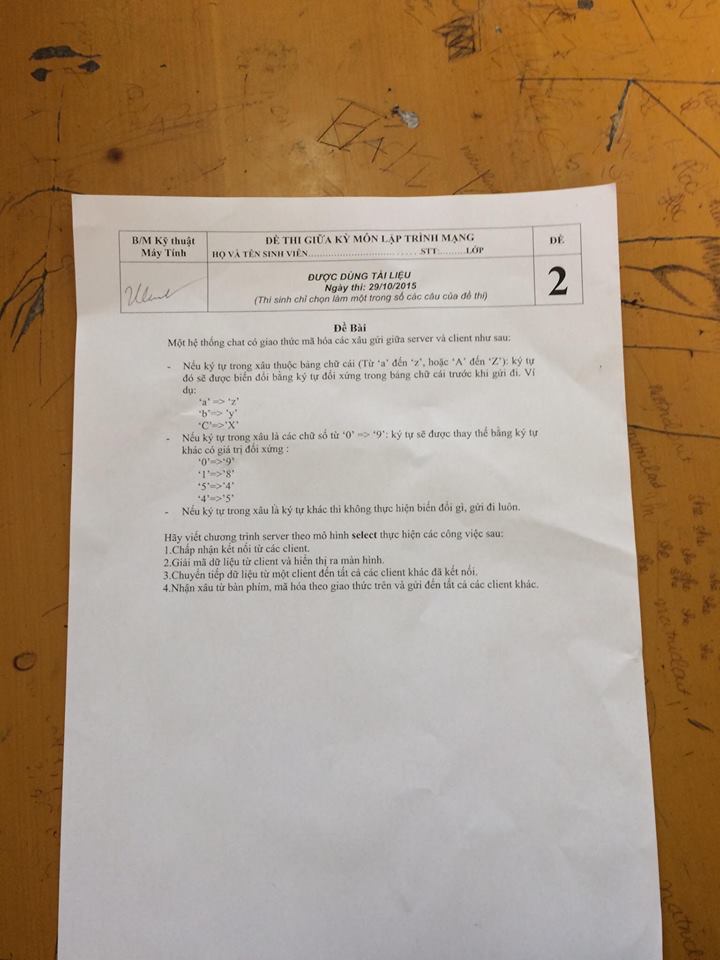 B/M Kỹ thuật
Máy Tính
ĐỀ THI GIỮA KỲ MÔN LẬP TRÌNH MẠNG
HỌ VÀ TÊN SINH VIÊN.................................... STT.........LỚP
ĐỀ
ĐƯỢC DÙNG TÀI LIỆU
Ngày thi: 29/10/2015
(Thí sinh chỉ chọn làm một trong số các câu của đề thi)
2
Đề Bài
Một hệ thống chat có giao thức mã hóa các xâu gửi giữa server và client như sau:
- Nếu ký tự trong xâu thuộc bảng chữ cái (Từ 'a' đến 'z', hoặc 'A' đến 'Z'): ký tự
đó sẽ được biến đổi bằng ký tự đối xứng trong bảng chữ cái trước khi gửi đi. Ví
dụ:
'a' => 'z'
'b'=> 'y'
'C'=>'X'
- Nếu ký tự trong xâu là các chữ số từ '0' => '9': ký tự sẽ được thay thế bằng ký tự
khác có giá trị đối xứng :
'0'=>'9'
'1'=>'8'
'5'=>'4'
'4'=>'5'
- Nếu ký tự trong xâu là ký tự khác thì không thực hiện biến đổi gì, gửi đi luôn.
Hãy viết chương trình server theo mô hình select thực hiện các công việc sau:
1.Chấp nhận kết nối từ các client.
2.Giải mã dữ liệu từ client và hiển thị ra màn hình.
3.Chuyển tiếp dữ liệu từ một client đến tất cả các client khác đã kết nối.
4.Nhận xâu từ bàn phím, mã hóa theo giao thức trên và gửi đến tất cả các client khác.